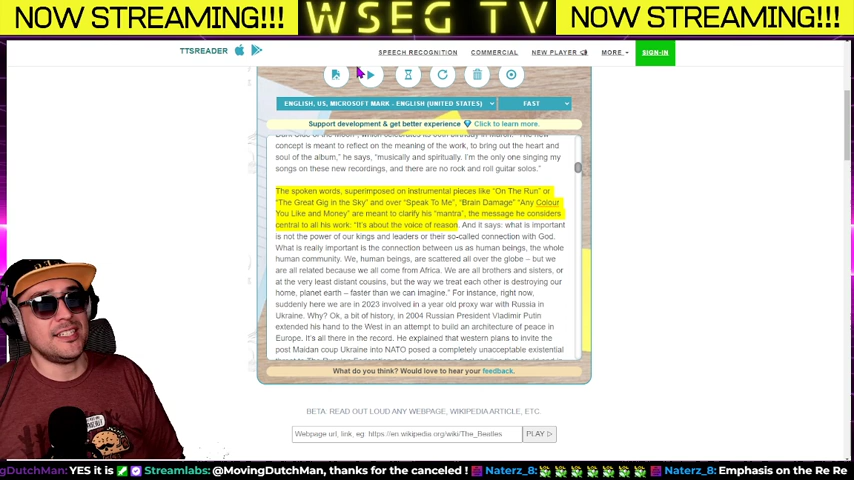 NOW STREAMING!!! WSEG TV NOW STREAMING!!!
TTSREADER SPEECH RECOGNITION COMMERCIAL NEW PLAYER MORE SIGN-IN
ENGLISH, US, MICROSOFT MARK - ENGLISH (UNITED STATES) FAST
Support development & get better experience Click to learn more.
Dark Side of the Moon", which celebrates its 50th birthday in March. "The new
concept is meant to reflect on the meaning of the work, to bring out the heart and
soul of the album," he says, "musically and spiritually. I'm the only one singing my
songs on these new recordings, and there are no rock and roll guitar solos."
The spoken words, superimposed on instrumental pieces like "On The Run" or
"The Great Gig in the Sky" and over "Speak To Me", "Brain Damage" "Any Colour
You Like and Money" are meant to clarify his "mantra", the message he considers
central to all his work: "It's about the voice of reason. And it says: what is important
is not the power of our kings and leaders or their so-called connection with God.
What is really important is the connection between us as human beings, the whole
human community. We, human beings, are scattered all over the globe – but we
are all related because we all come from Africa. We are all brothers and sisters, or
at the very least distant cousins, but the way we treat each other is destroying our
home, planet earth – faster than we can imagine." For instance, right now,
suddenly here we are in 2023 involved in a year old proxy war with Russia in
Ukraine. Why? Ok, a bit of history, in 2004 Russian President Vladimir Putin
extended his hand to the West in an attempt to build an architecture of peace in
Europe. It's all there in the record. He explained that western plans to invite the
post Maidan coup Ukraine into NATO posed a completely unacceptable existential
What do you think? Would love to hear your feedback.
BETA: READ OUT LOUD ANY WEBPAGE, WIKIPEDIA ARTICLE, ETC.
Webpage url, link, eg: https://en.wikipedia.org/wiki/The_Beatles PLAY ▷
ngDutchMan: YES it is Streamlabs: @MovingDutchMan, thanks for the canceled ! Naterz_8: Naterz_8: Emphasis on the Re Re